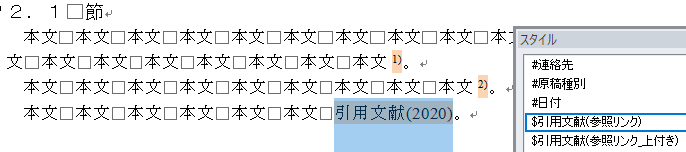 ２．１□節↵
本文□本文□本文□本文□本文□本文□本文□本文□本
文□本文□本文□本文□本文□本文□本文 1)。↵
本文□本文□本文□本文□本文□本文□本文□本文 2)。↵
本文□本文□本文□本文□本文□引用文献(2020)。↵
スタイル
#連絡先
#原稿種別
#日付
$引用文献(参照リンク)
$引用文献(参照リンク_上付き)